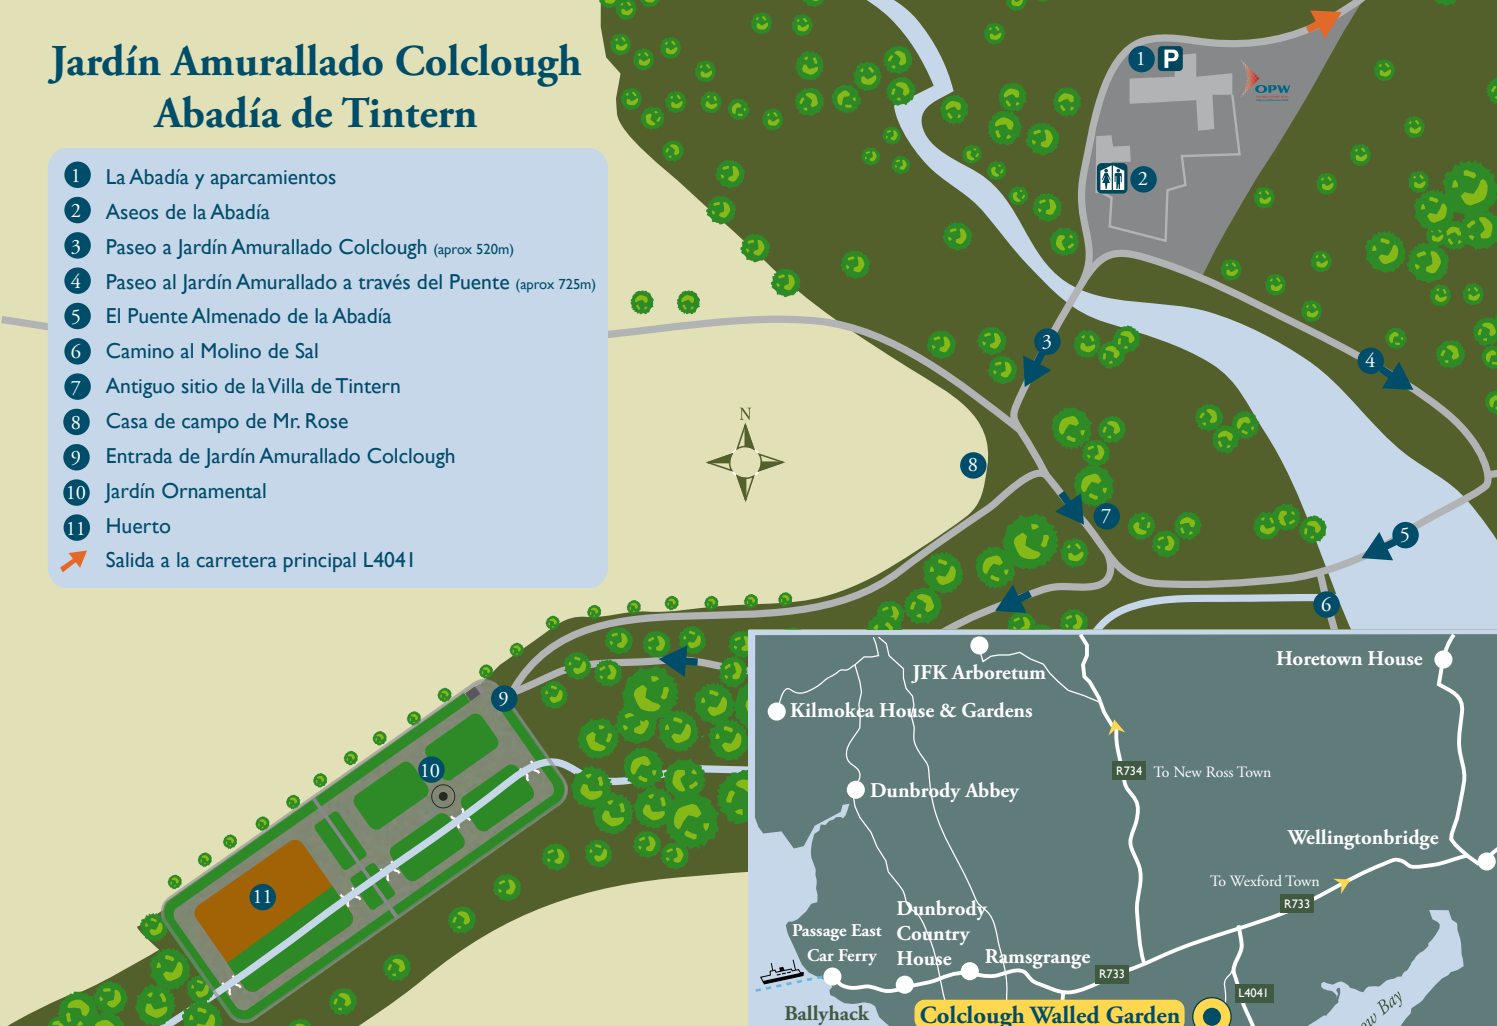 Jardín Amurallado Colclough
Abadía de Tintern
1 La Abadía y aparcamientos
2 Aseos de la Abadía
3 Paseo a Jardín Amurallado Colclough (aprox 520m)
4 Paseo al Jardín Amurallado a través del Puente (aprox 725m)
5 El Puente Almenado de la Abadía
6 Camino al Molino de Sal
7 Antiguo sitio de la Villa de Tintern
8 Casa de campo de Mr. Rose
9 Entrada de Jardín Amurallado Colclough
10 Jardín Ornamental
11 Huerto
Salida a la carretera principal L4041
1 P
OPW
2
3
4
N
8
7
5
6
9
10
11
JFK Arboretum
Horetown House
Kilmokea House & Gardens
R734 To New Ross Town
Dunbrody Abbey
Wellingtonbridge
To Wexford Town
R733
Dunbrody
Country
House
Passage East
Car Ferry
Ramsgrange
R733
L4041
Ballyhack
Colclough Walled Garden
Bay